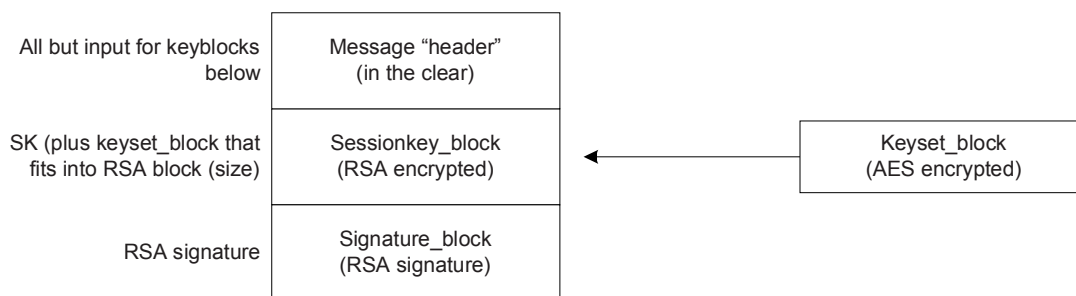 All but input for keyblocks
below
Message “header”
(in the clear)
SK (plus keyset_block that
fits into RSA block (size)
Sessionkey_block
(RSA encrypted)
Keyset_block
(AES encrypted)
RSA signature
Signature_block
(RSA signature)